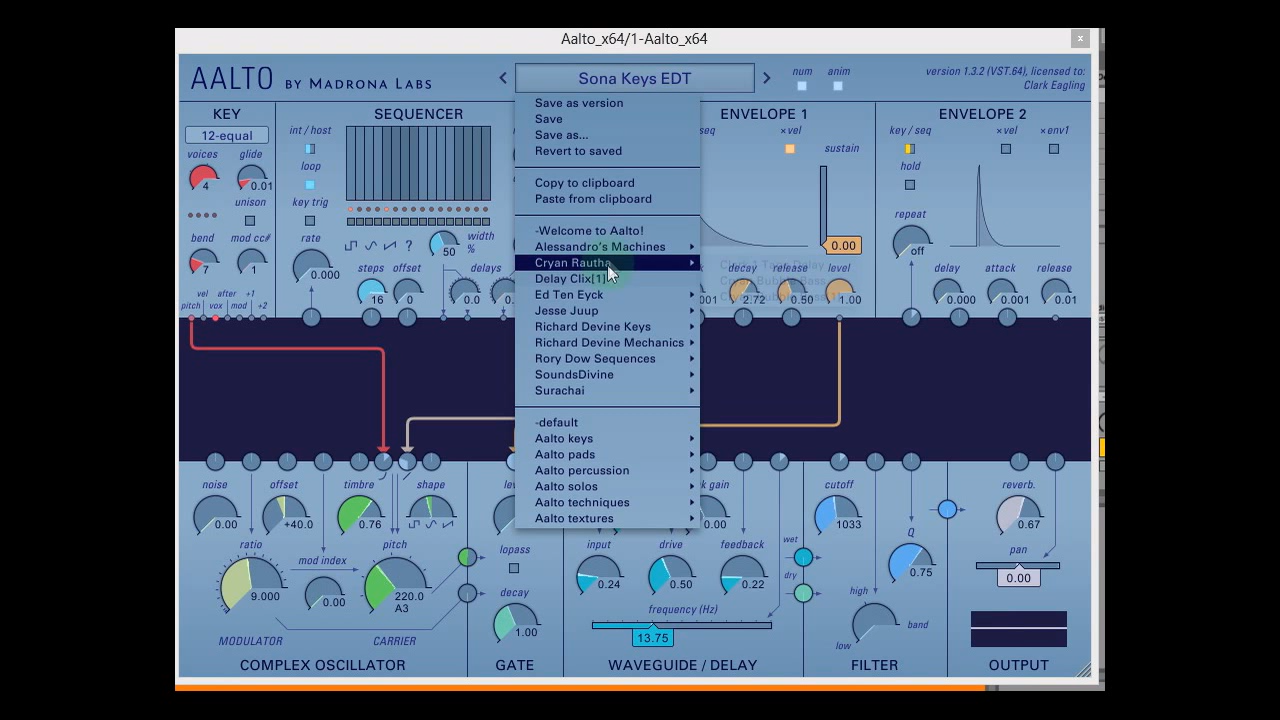 Aalto_x64/1-Aalto_x64
x
AALTO BY MADRONA LABS
Sona Keys EDT
num
anim
version 1.3.2 (VST.64), licensed to:
Clark Eagling
KEY
12-equal
voices
glide
4
0.01
unison
bend
mod cc#
7
1
vel
after
+1
pitch
vox
mod
+2
SEQUENCER
int / host
loop
key trig
rate
0.000
?
50
width
%
steps
offset
delays
16
0
0.0
0.
Save as version
Save
Save as...
Revert to saved
Copy to clipboard
Paste from clipboard
-Welcome to Aalto!
Alessandro's Machines
Cryan Rautha
Delay Clix[1]
Ed Ten Eyck
Jesse Juup
Richard Devine Keys
Richard Devine Mechanics
Rory Dow Sequences
SoundsDivine
Surachai
-default
Aalto keys
Aalto pads
Aalto percussion
Aalto solos
Aalto techniques
Aalto textures
ENVELOPE 1
seq
×vel
sustain
0.00
decay
release
level
001
2.72
0.50
1.00
ENVELOPE 2
key / seq
×vel
×env1
hold
repeat
off
delay
attack
release
0.000
0.001
0.01
noise
offset
timbre
shape
0.00
+40.0
0.76
ratio
mod index
pitch
9.000
0.00
220.0
A3
MODULATOR
CARRIER
COMPLEX OSCILLATOR
lopass
decay
1.00
GATE
gain
0.00
input
drive
feedback
0.24
0.50
0.22
wet
dry
frequency (Hz)
13.75
WAVEGUIDE / DELAY
cutoff
1033
Q
0.75
high
band
low
FILTER
reverb.
0.67
pan
0.00
OUTPUT